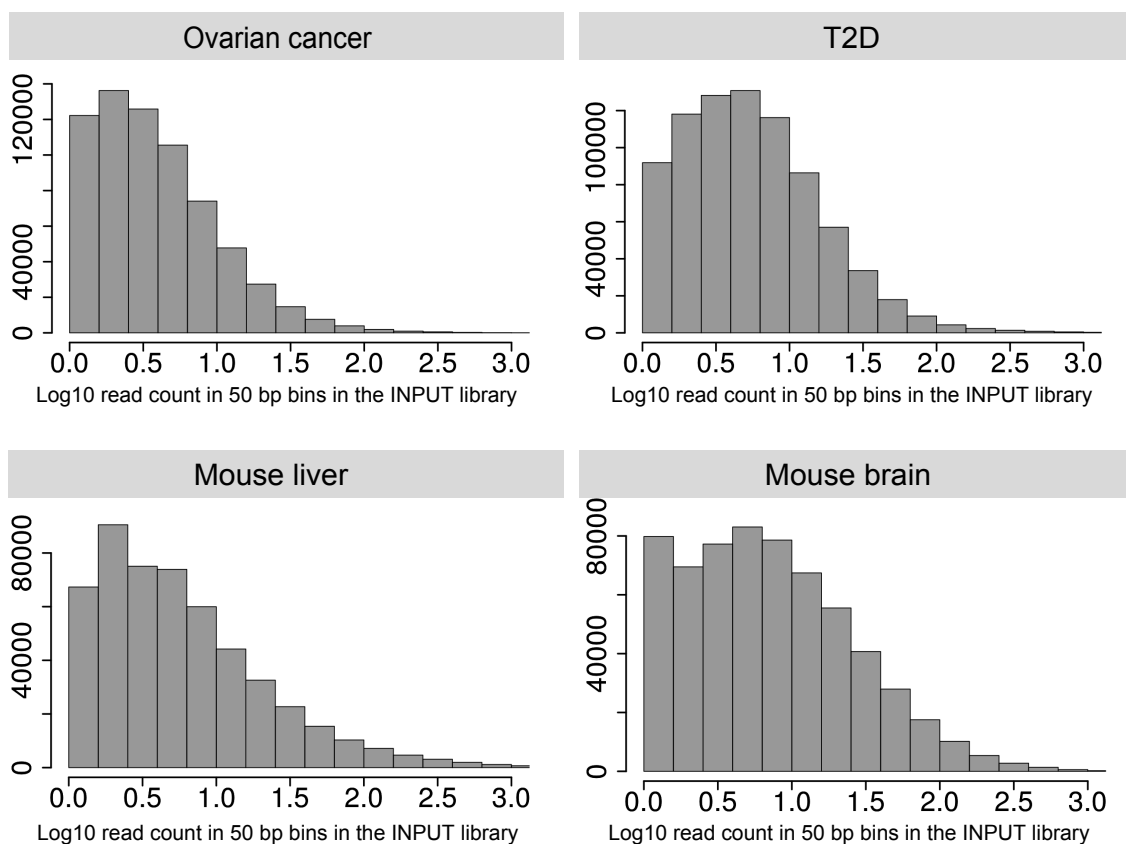 Ovarian cancer
0 40000 120000
0.0 0.5 1.0 1.5 2.0 2.5 3.0
Log10 read count in 50 bp bins in the INPUT library
T2D
0 40000 100000
0.0 0.5 1.0 1.5 2.0 2.5 3.0
Log10 read count in 50 bp bins in the INPUT library
Mouse liver
0 40000 80000
0.0 0.5 1.0 1.5 2.0 2.5 3.0
Log10 read count in 50 bp bins in the INPUT library
Mouse brain
0 40000 80000
0.0 0.5 1.0 1.5 2.0 2.5 3.0
Log10 read count in 50 bp bins in the INPUT library